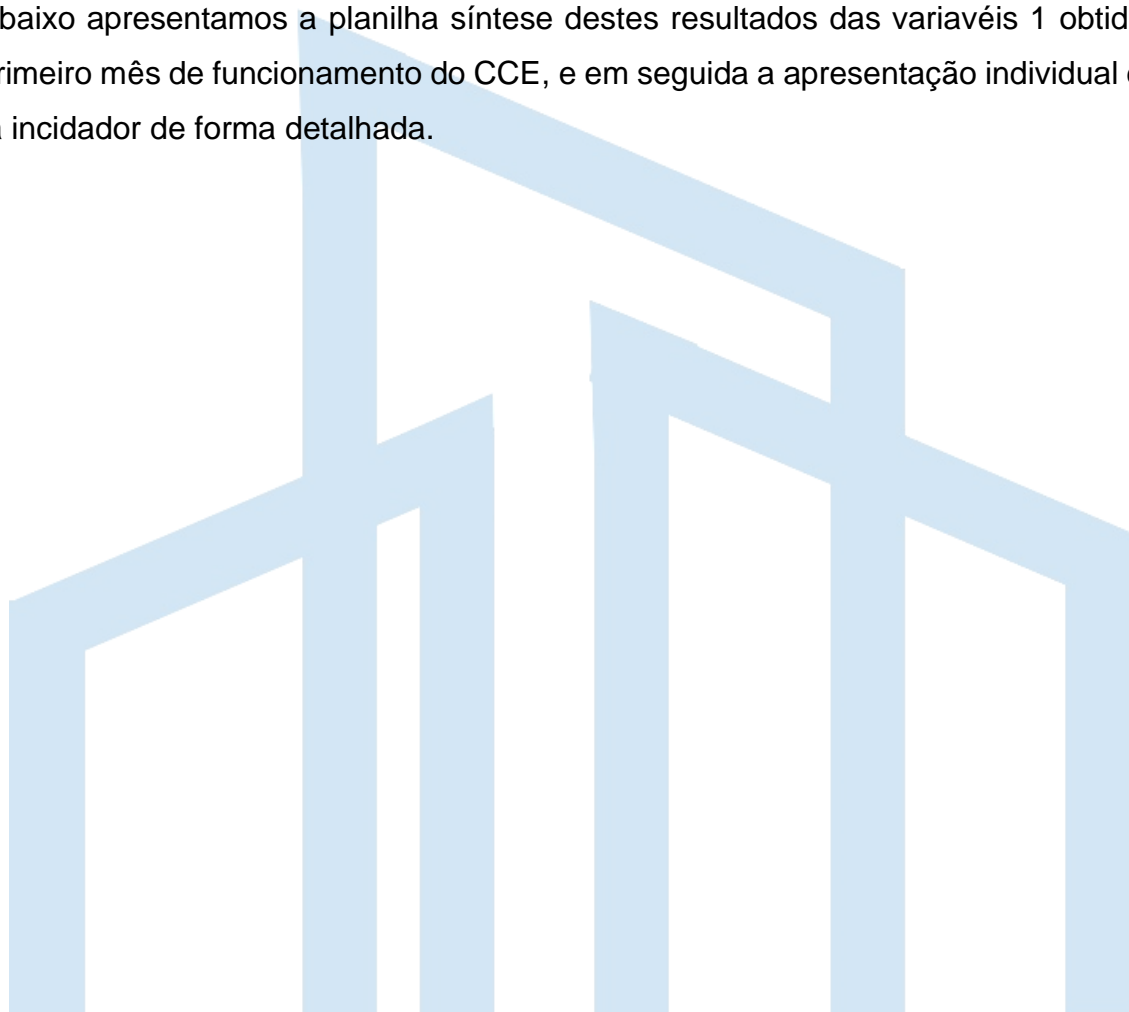 baixo apresentamos a planilha síntese destes resultados das variavéis 1 obtid
rimeiro mês de funcionamento do CCE, e em seguida a apresentação individual
incidador de forma detalhada.